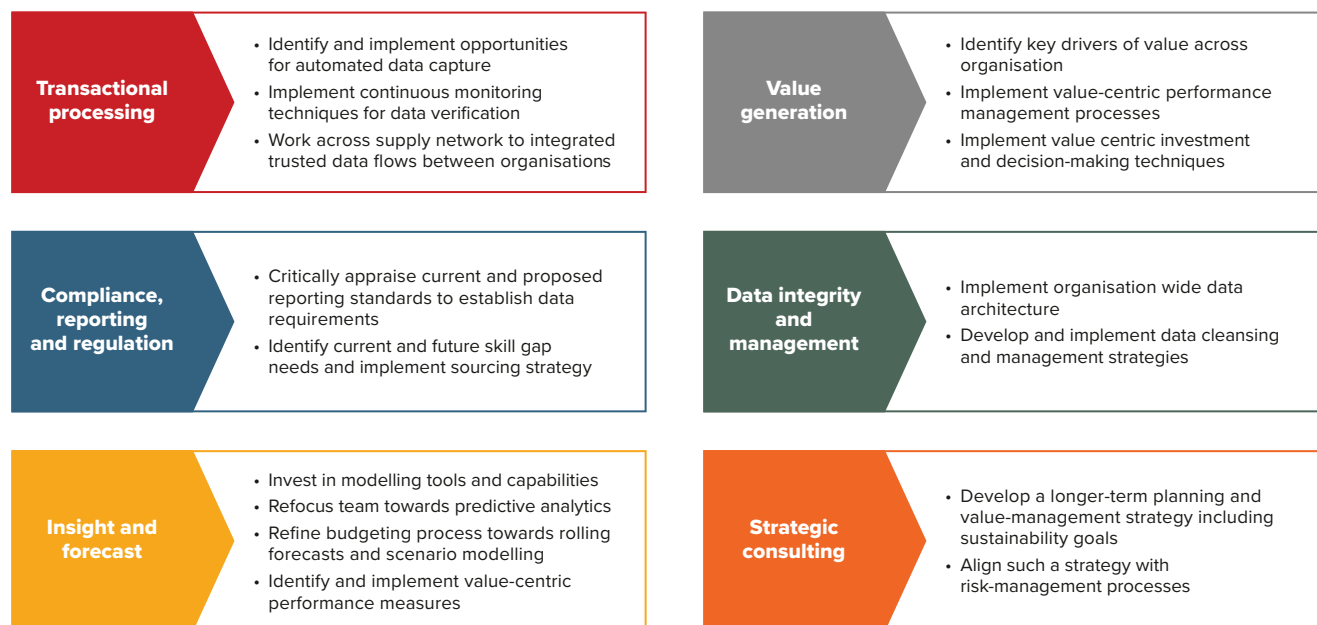 Transactional
processing
• Identify and implement opportunities
for automated data capture
• Implement continuous monitoring
techniques for data verification
• Work across supply network to integrated
trusted data flows between organisations
Value
generation
• Identify key drivers of value across
organisation
• Implement value-centric performance
management processes
• Implement value centric investment
and decision-making techniques
Compliance,
reporting
and regulation
• Critically appraise current and proposed
reporting standards to establish data
requirements
• Identify current and future skill gap
needs and implement sourcing strategy
Data integrity
and
management
• Implement organisation wide data
architecture
• Develop and implement data cleansing
and management strategies
Insight and
forecast
• Invest in modelling tools and capabilities
• Refocus team towards predictive analytics
• Refine budgeting process towards rolling
forecasts and scenario modelling
• Identify and implement value-centric
performance measures
Strategic
consulting
• Develop a longer-term planning and
value-management strategy including
sustainability goals
• Align such a strategy with
risk-management processes